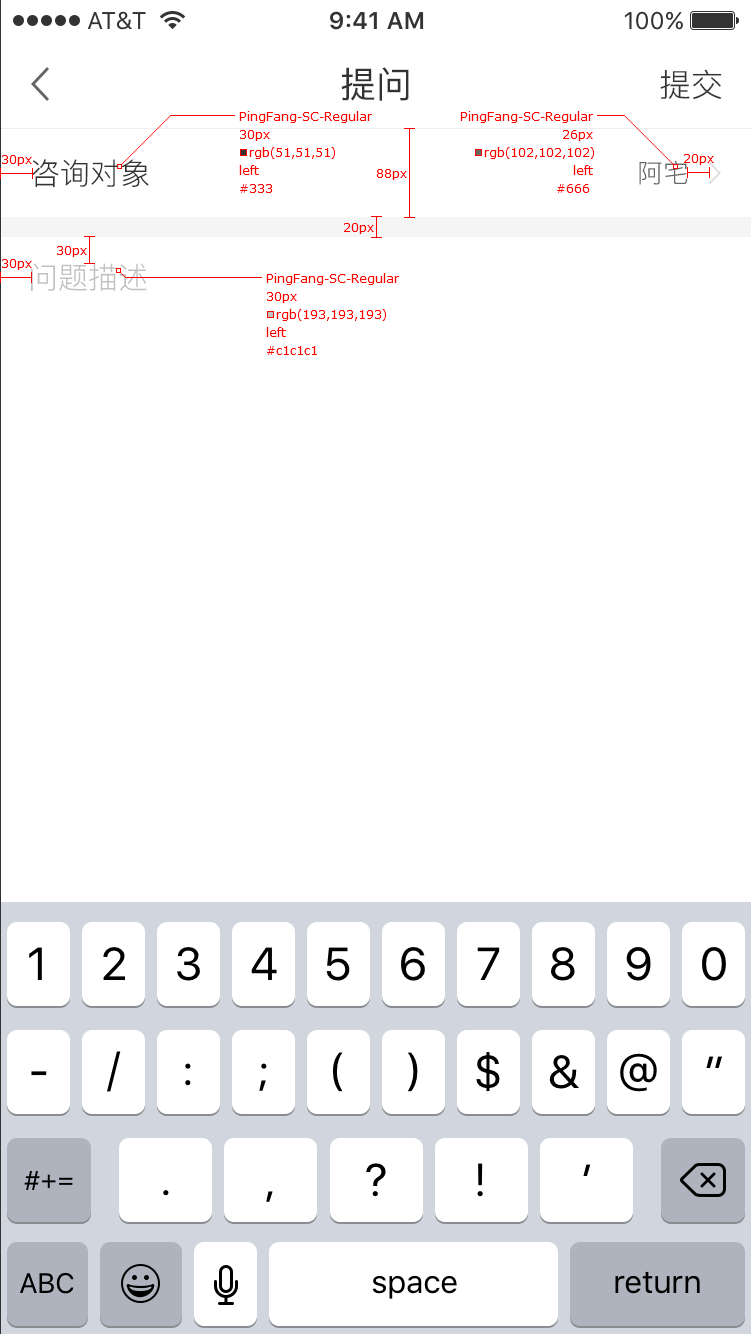 ●●●●● AT&T 9:41 AM 100%
提问 提交
PingFang-SC-Regular
30px
rgb(51,51,51)
left
#333
PingFang-SC-Regular
26px
rgb(102,102,102)
left
#666
30px
咨询对象
88px
阿宅
20px
20px
30px
30px
问题描述
PingFang-SC-Regular
30px
rgb(193,193,193)
left
#c1c1c1
1 2 3 4 5 6 7 8 9 0
- / : ; ( ) $ & @ "
#+= . , ? ! ’
ABC space return